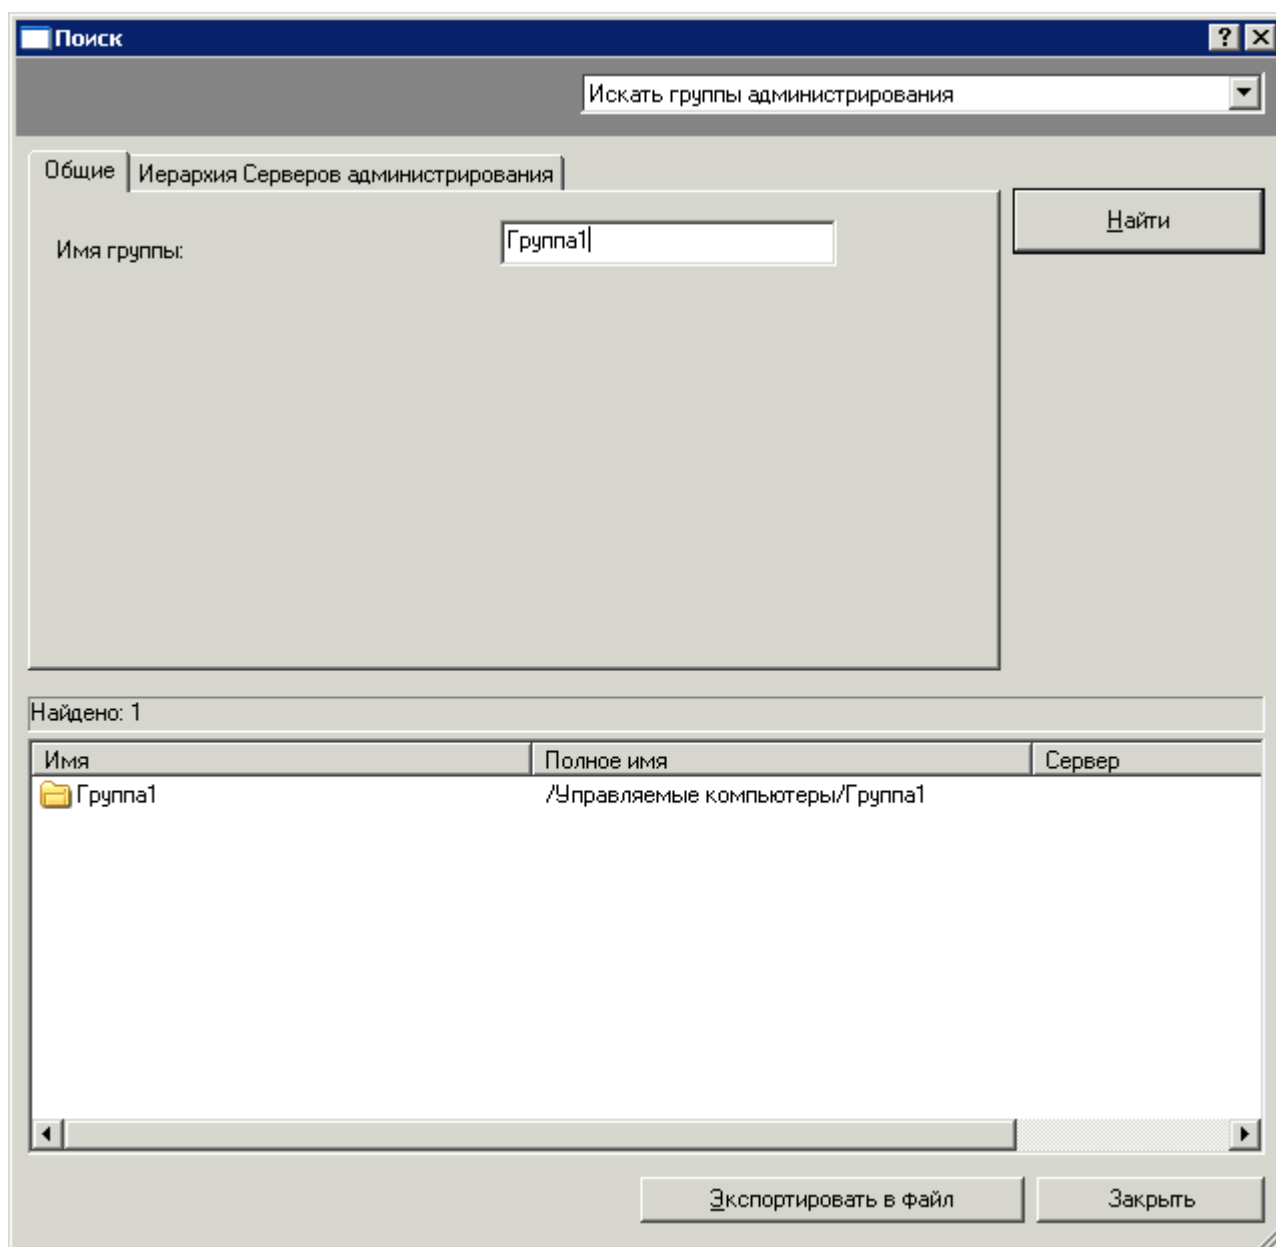 Поиск
Искать группы администрирования
Общие
Иерархия Серверов администрирования
Имя группы:
Группа1
Найти
Найдено: 1
Имя
Полное имя
Сервер
Группа1
/Управляемые компьютеры/Группа1
Экспортировать в файл
Закрыть